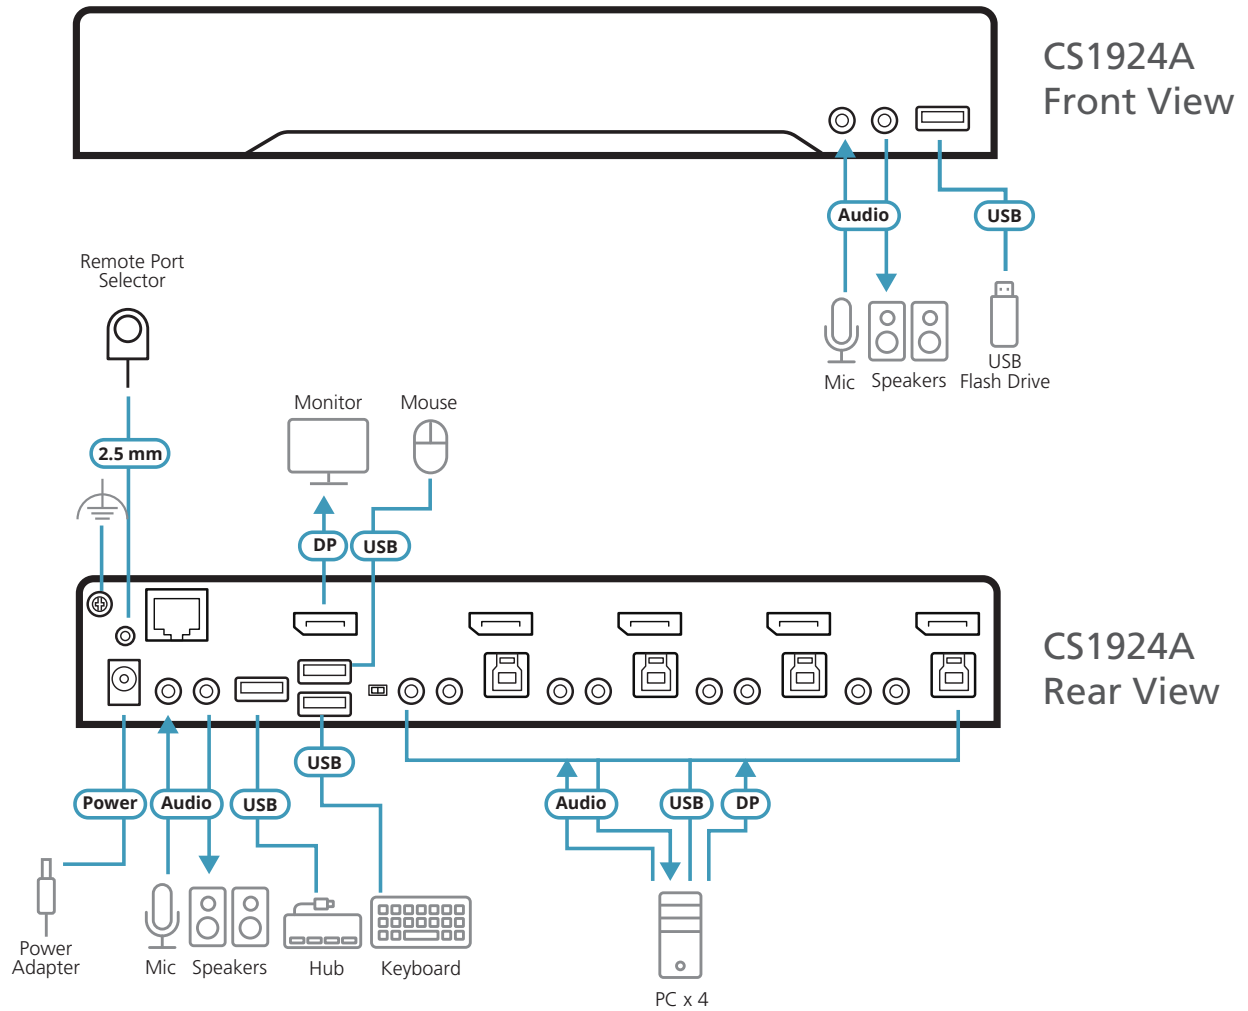 CS1924A
Front View
Audio
USB
Mic
Speakers
USB
Flash Drive
Remote Port
Selector
2.5 mm
Monitor
Mouse
DP
USB
CS1924A
Rear View
USB
Power
Audio
USB
Audio
USB
DP
Power
Adapter
Mic
Speakers
Hub
Keyboard
PC x 4